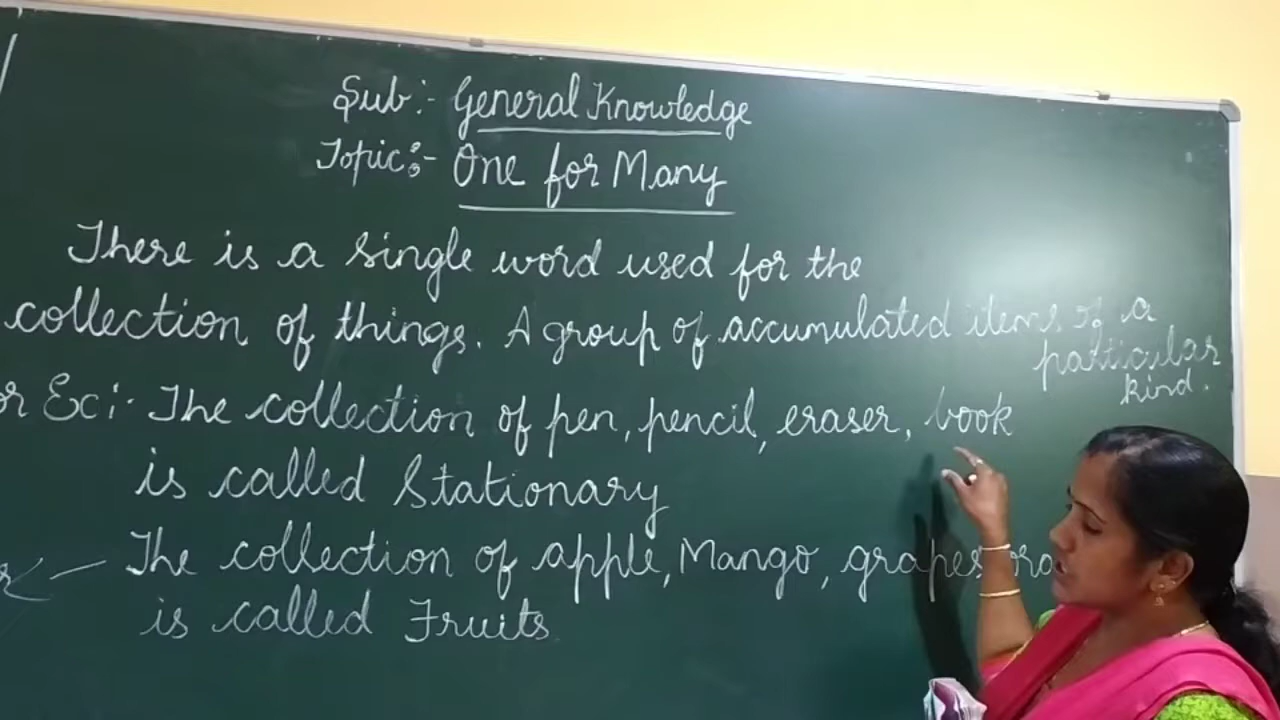 Sub:- General Knowledge
Topic:- One for Many
There is a single word used for the
collection of things. A group of accumulated items of a
particular
kind.
Ex:- The collection of pen, pencil, eraser, book
is called Stationary
The collection of apple, Mango, grapes
is called Fruits